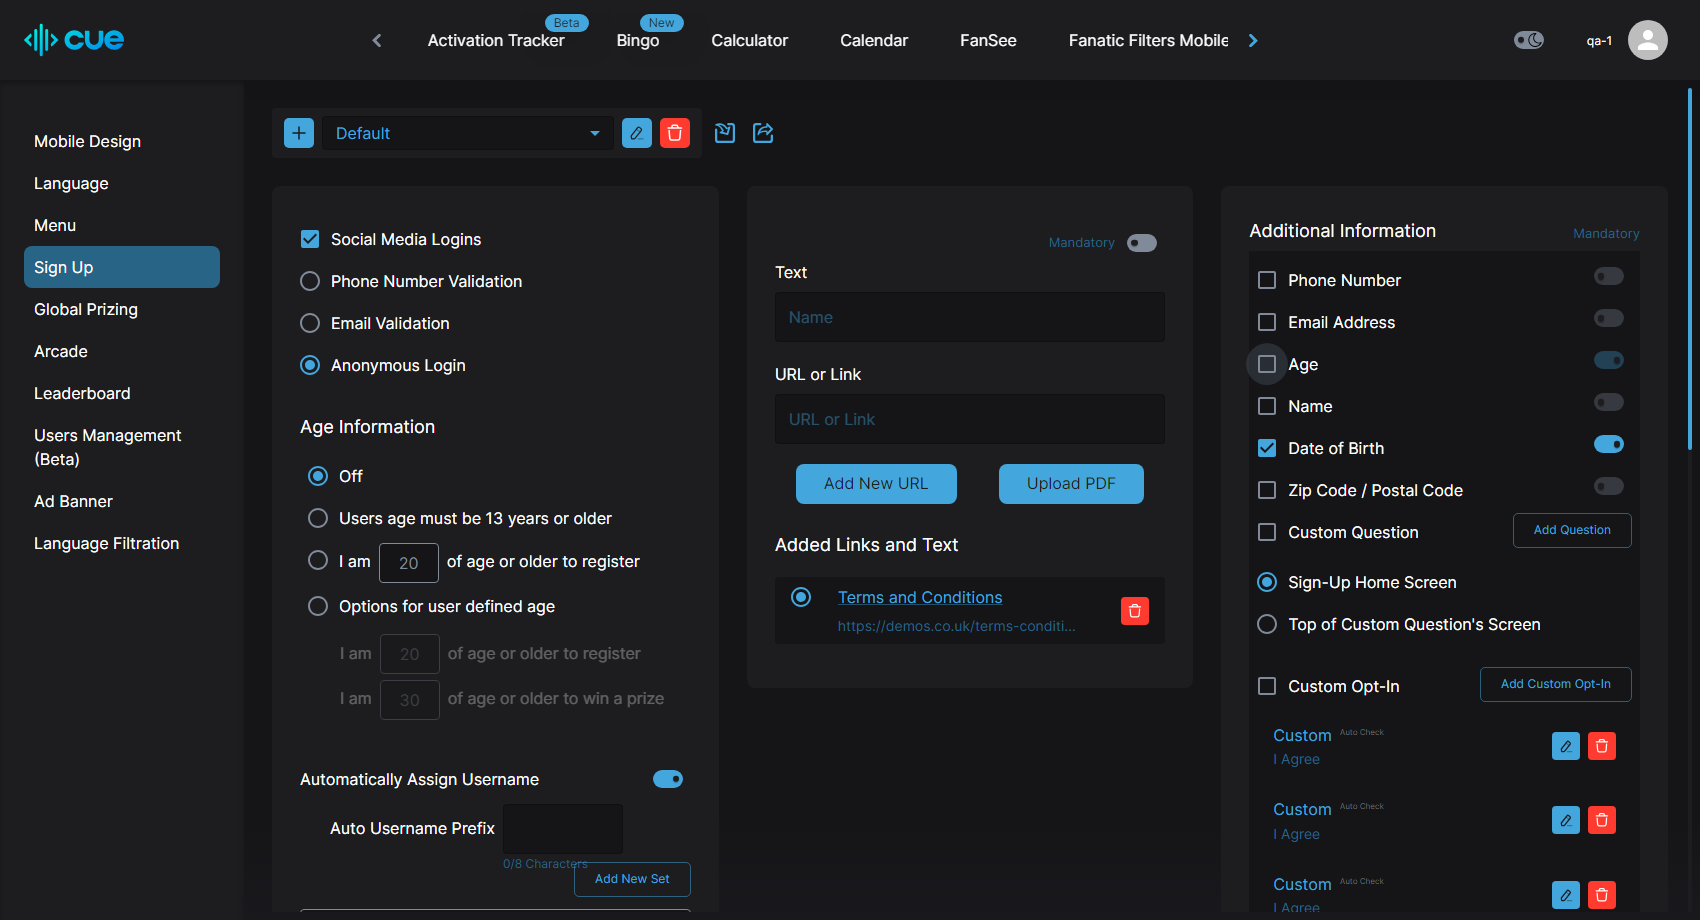 cue
Activation Tracker
Beta
Bingo
New
Calculator
Calendar
FanSee
Fanatic Filters Mobile
qa-1
Mobile Design
Language
Menu
Sign Up
Global Prizing
Arcade
Leaderboard
Users Management
(Beta)
Ad Banner
Language Filtration
Default
Social Media Logins
Phone Number Validation
Email Validation
Anonymous Login
Age Information
Off
Users age must be 13 years or older
I am 20 of age or older to register
Options for user defined age
I am 20 of age or older to register
I am 30 of age or older to win a prize
Automatically Assign Username
Auto Username Prefix
0/8 Characters
Add New Set
Mandatory
Text
Name
URL or Link
URL or Link
Add New URL
Upload PDF
Added Links and Text
Terms and Conditions
https://demos.co.uk/terms-conditi...
Additional Information
Mandatory
Phone Number
Email Address
Age
Name
Date of Birth
Zip Code / Postal Code
Custom Question
Add Question
Sign-Up Home Screen
Top of Custom Question's Screen
Custom Opt-In
Add Custom Opt-In
Custom Auto Check
I Agree
Custom Auto Check
I Agree
Custom Auto Check
I Agree